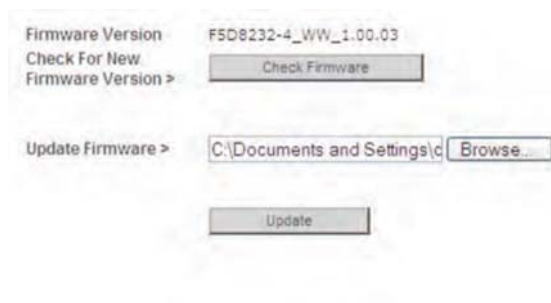 Firmware Version F5D8232-4_WW_1.00.03
Check For New
Firmware Version > Check Firmware
Update Firmware > C:\Documents and Settings\c Browse...
Update